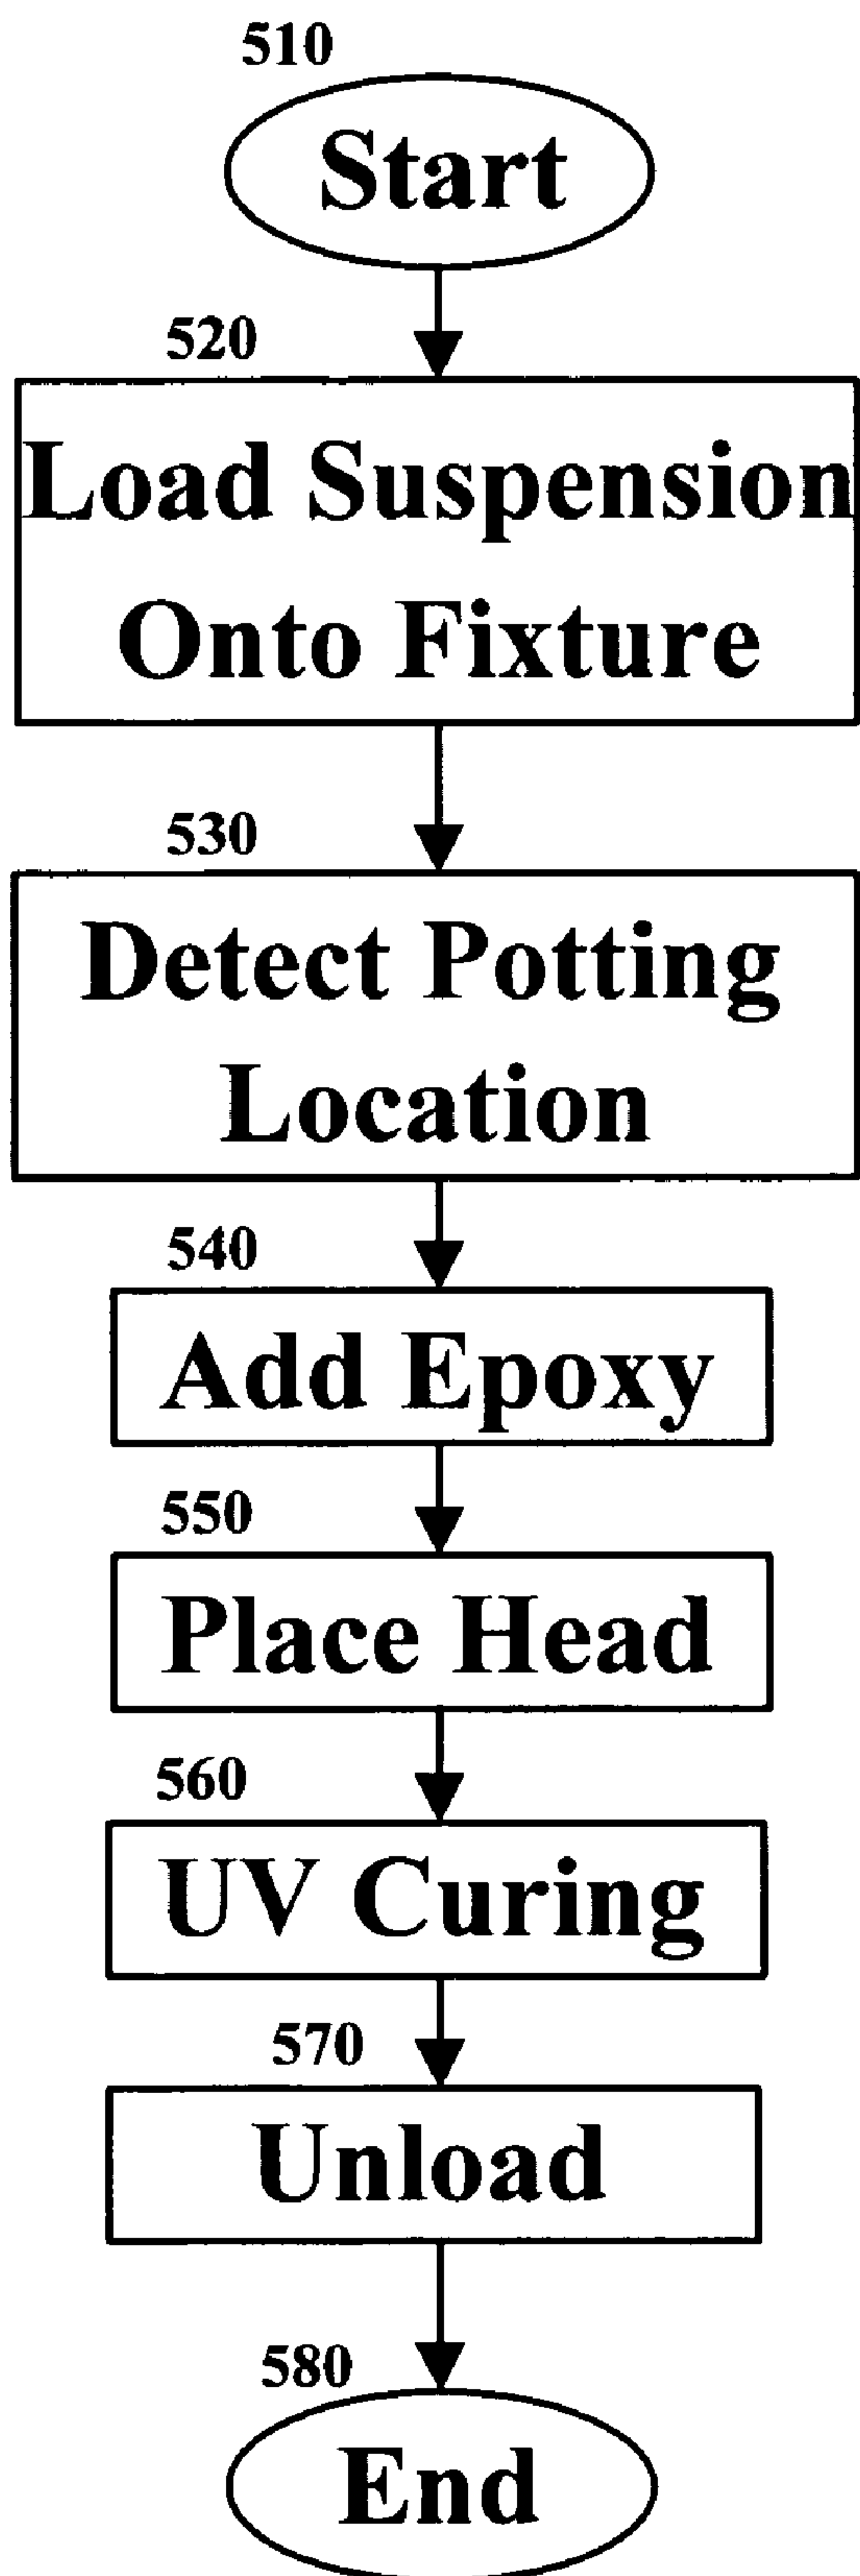 510
Start
520
Load Suspension
Onto Fixture
530
Detect Potting
Location
540
Add Epoxy
550
Place Head
560
UV Curing
570
Unload
580
End